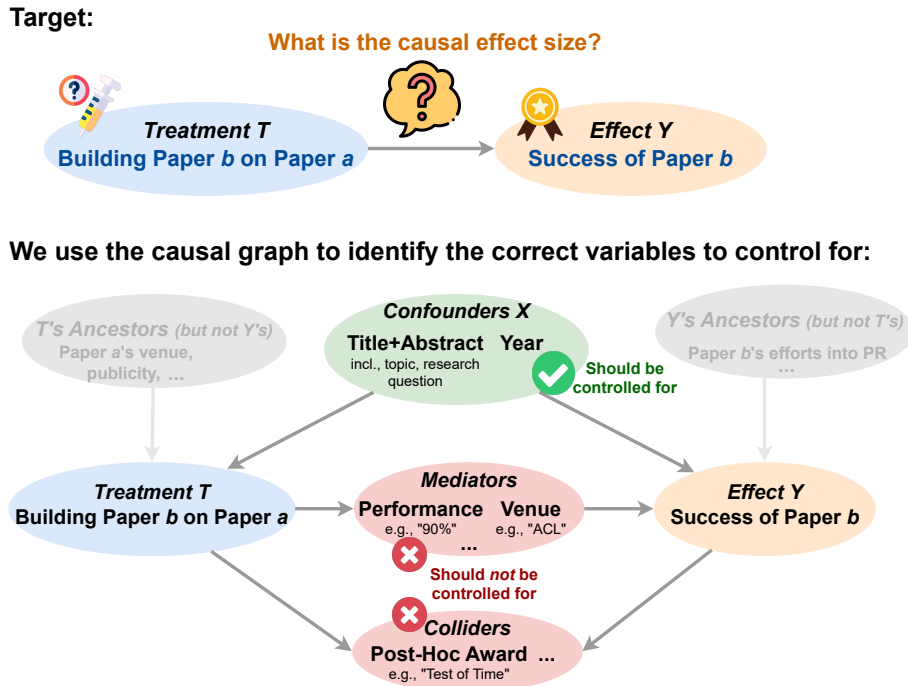 Target:
What is the causal effect size?
?
?
Treatment T
Building Paper b on Paper a
Effect Y
Success of Paper b
We use the causal graph to identify the correct variables to control for:
T's Ancestors (but not Y's)
Paper a's venue,
publicity, ...
Confounders X
Title+Abstract Year
incl., topic, research
question
Should be
controlled for
Y's Ancestors (but not T's)
Paper b's efforts into PR
...
Treatment T
Building Paper b on Paper a
Mediators
Performance Venue
e.g., "90%" e.g., "ACL"
...
Effect Y
Success of Paper b
Should not be
controlled for
Colliders
Post-Hoc Award ...
e.g., "Test of Time"